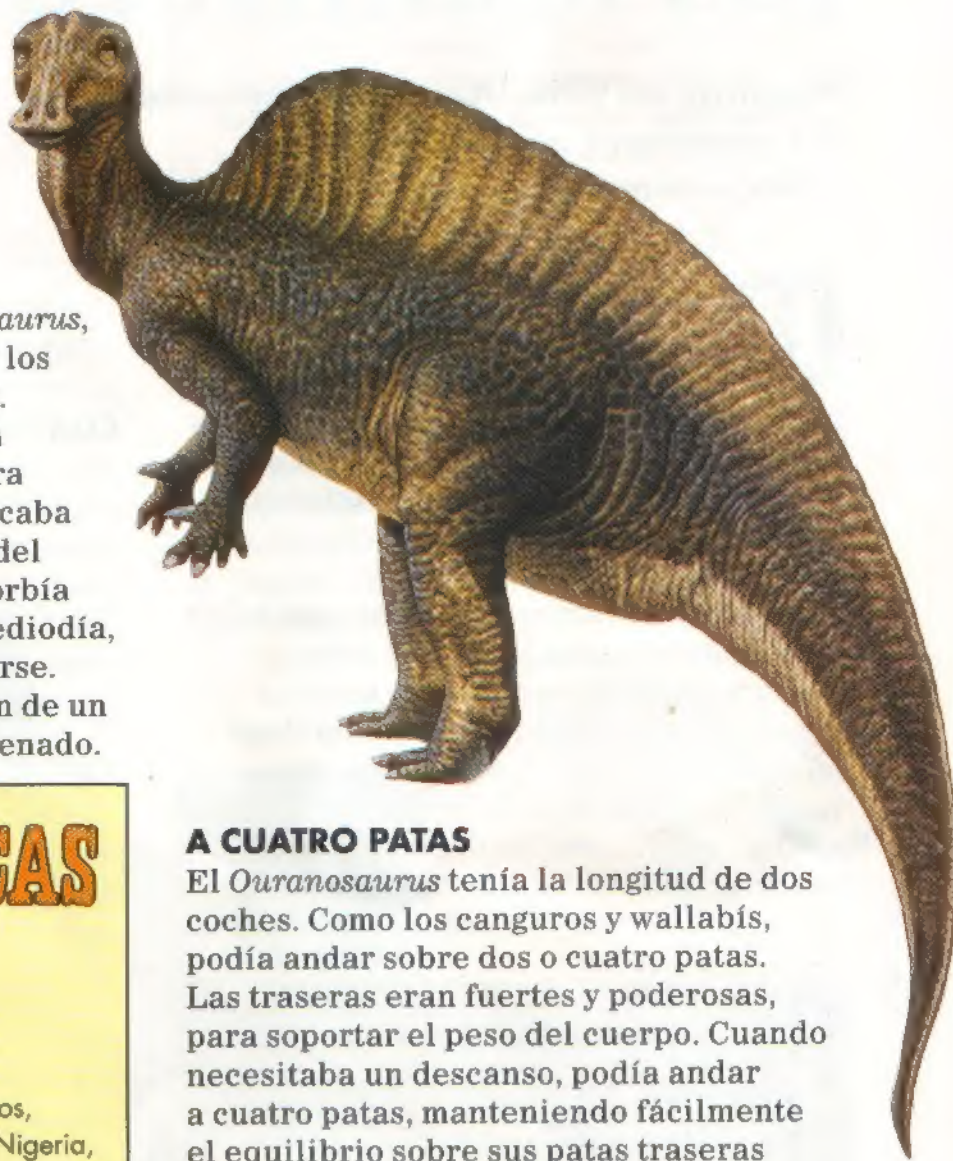 aurus,
los
.
ra
caba
del
orbía
ediodía,
rse.
n de un
enado.
CAS
os,
Nigeria,
A CUATRO PATAS
El Ouranosaurus tenía la longitud de dos
coches. Como los canguros y wallabís,
podía andar sobre dos o cuatro patas.
Las traseras eran fuertes y poderosas,
para soportar el peso del cuerpo. Cuando
necesitaba un descanso, podía andar
a cuatro patas, manteniendo fácilmente
el equilibrio sobre sus patas traseras